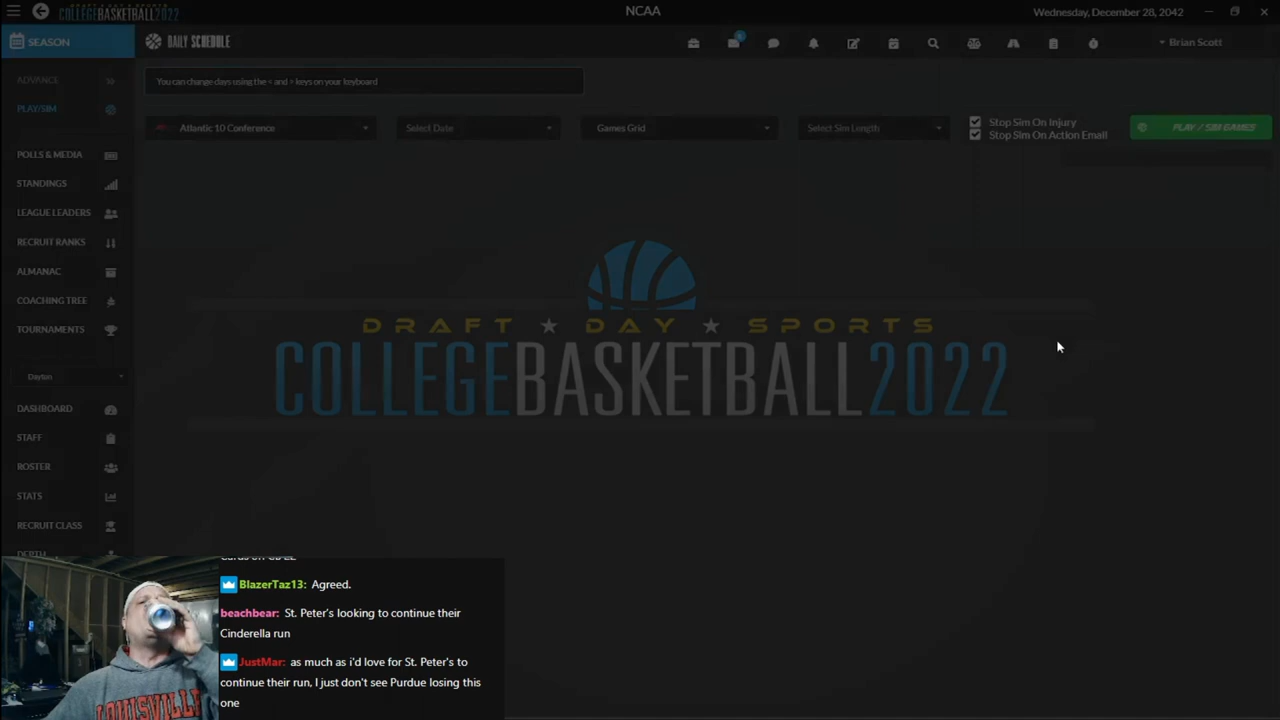 DRAFT DAY SPORTS
COLLEGEBASKETBALL2022
NCAA
Wednesday, December 28, 2042
SEASON
DAILY SCHEDULE
Brian Scott
ADVANCE
You can change days using the < and > keys on your keyboard
PLAY/SIM
Atlantic 10 Conference
Select Date
Games Grid
Select Sim Length
Stop Sim On Injury
Stop Sim On Action Email
PLAY / SIM GAMES
POLLS & MEDIA
STANDINGS
LEAGUE LEADERS
RECRUIT RANKS
ALMANAC
COACHING TREE
TOURNAMENTS
DRAFT ★ DAY ★ SPORTS
COLLEGEBASKETBALL2022
Dayton
DASHBOARD
STAFF
ROSTER
STATS
RECRUIT CLASS
DEPTH
BlazerTaz13: Agreed.
beachbear: St. Peter's looking to continue their
Cinderella run
JustMar: as much as i'd love for St. Peter's to
continue their run, I just don't see Purdue losing this
one
LOUISVILLE